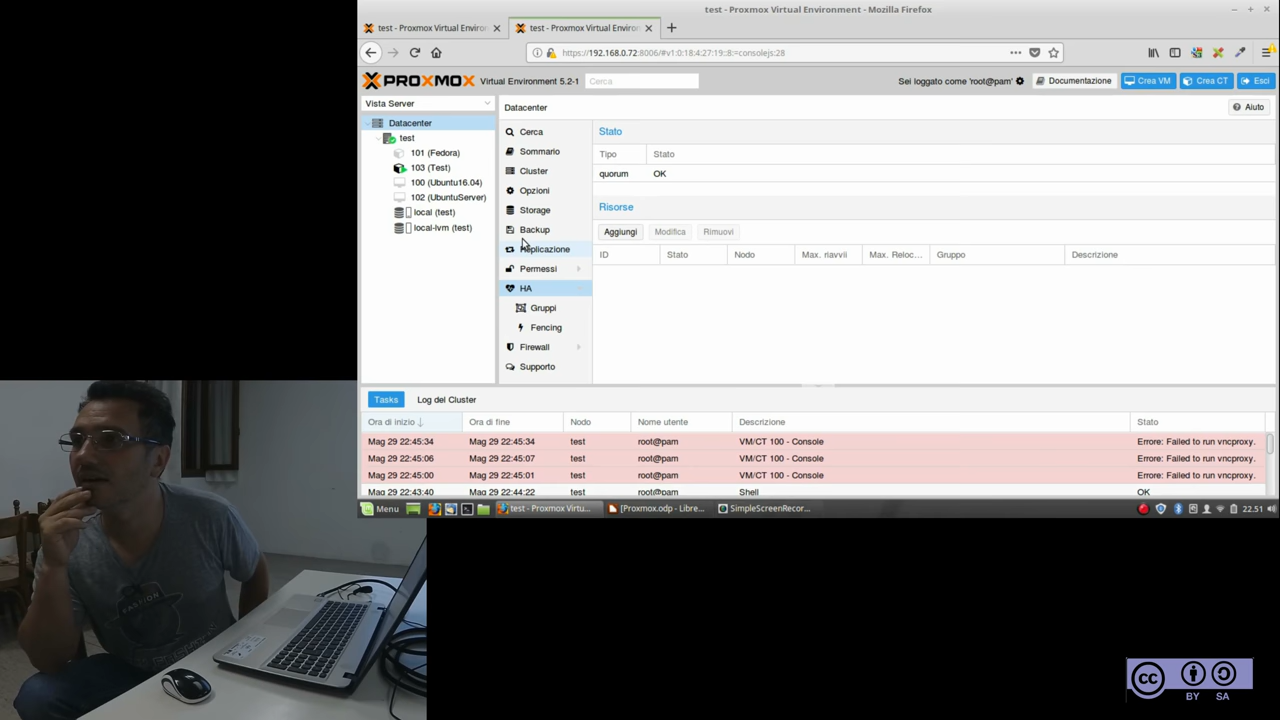 test - Proxmox Virtual Environment - Mozilla Firefox
test - Proxmox Virtual Environ
test - Proxmox Virtual Environ
https://192.168.0.72:8006/#v1:0:18:4:27:19::8:=consolejs:28
PROXMOX Virtual Environment 5.2-1 Cerca Sei loggato come 'root@pam' Documentazione Crea VM Crea CT Esci
Vista Server
Datacenter
test
101 (Fedora)
103 (Test)
100 (Ubuntu16.04)
102 (UbuntuServer)
local (test)
local-lvm (test)
Datacenter
Aiuto
Cerca
Sommario
Cluster
Opzioni
Storage
Backup
Replicazione
Permessi
HA
Gruppi
Fencing
Firewall
Supporto
Stato
Tipo Stato
quorum OK
Risorse
Aggiungi Modifica Rimuovi
ID Stato Nodo Max. riavvii Max. Reloc... Gruppo Descrizione
Tasks Log del Cluster
Ora di inizio Ora di fine Nodo Nome utente Descrizione Stato
Mag 29 22:45:34 Mag 29 22:45:34 test root@pam VM/CT 100 - Console Errore: Failed to run vncproxy.
Mag 29 22:45:06 Mag 29 22:45:07 test root@pam VM/CT 100 - Console Errore: Failed to run vncproxy.
Mag 29 22:45:00 Mag 29 22:45:01 test root@pam VM/CT 100 - Console Errore: Failed to run vncproxy.
Mag 29 22:43:40 Mag 29 22:44:22 test root@pam Shell OK
Menu test - Proxmox Virtu... [Proxmox.odp - Libre... SimpleScreenRecor... 22.51
cc
BY SA